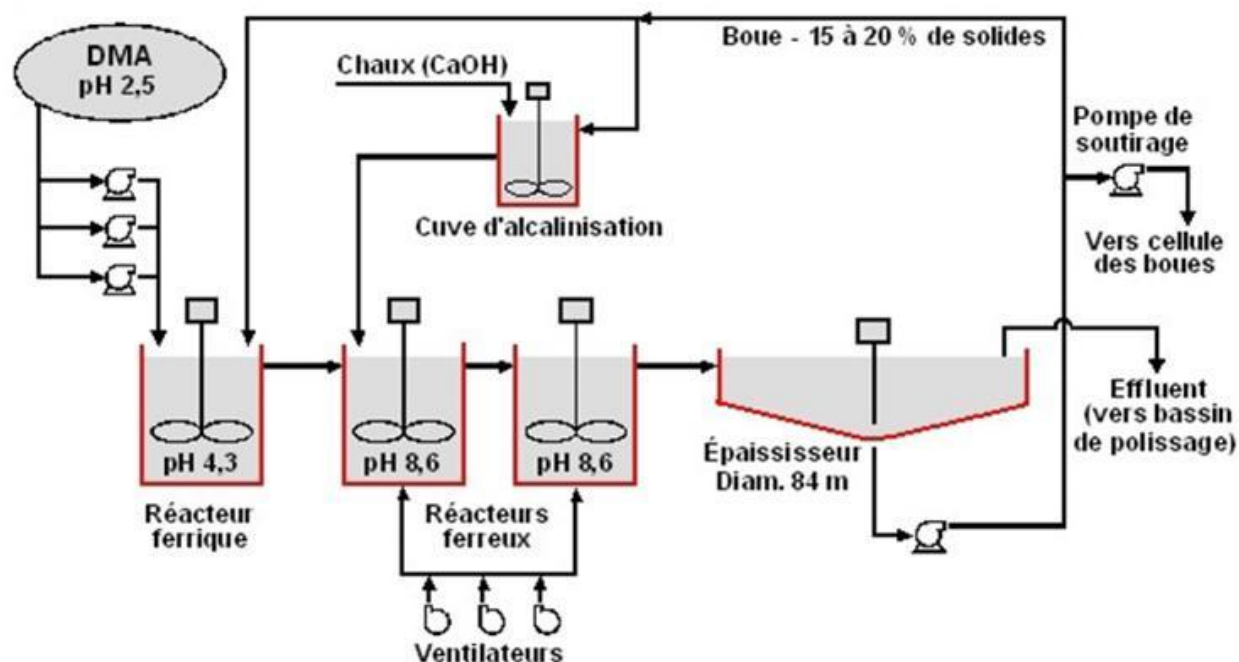 DMA
pH 2,5
Boue - 15 à 20 % de solides
Chaux (CaOH)
Pompe de
soutirage
Cuve d'alcalinisation
Vers cellule
des boues
Effluent
(vers bassin
de polissage)
pH 4,3
pH 8,6
pH 8,6
Épaississeur
Diam. 84 m
Réacteur
ferrique
Réacteurs
ferreux
Ventilateurs